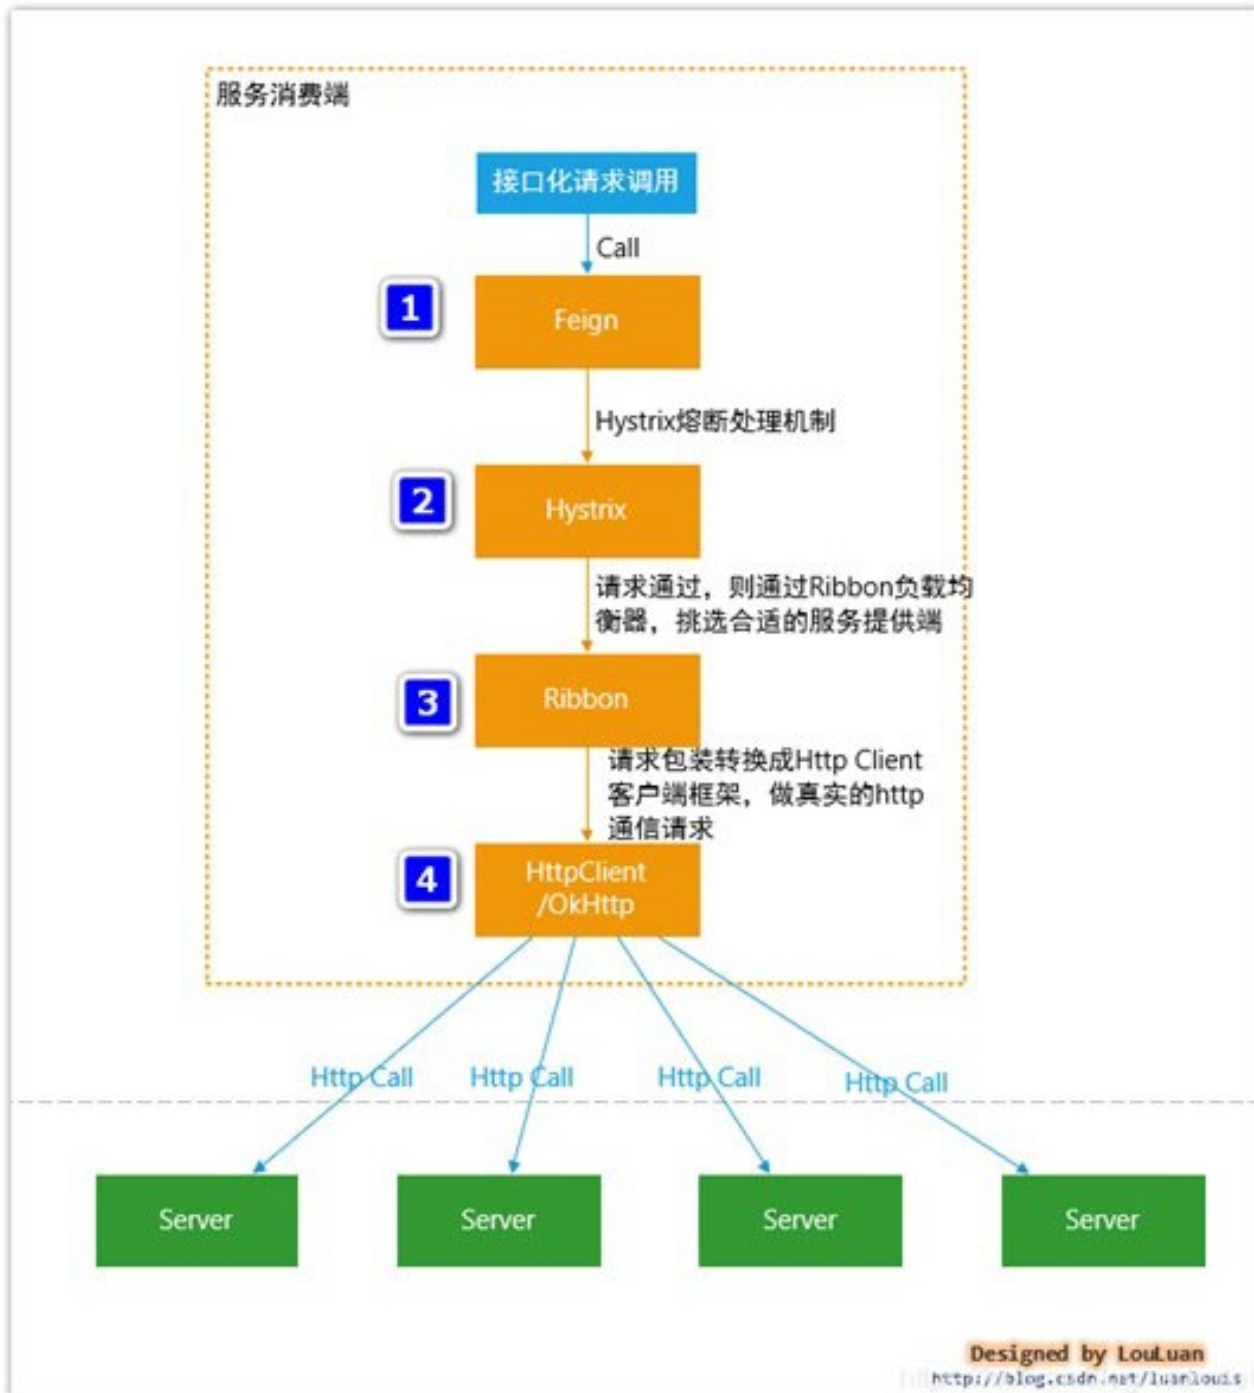 服务消费端
接口化请求调用
Call
1
Feign
Hystrix熔断处理机制
2
Hystrix
请求通过，则通过Ribbon负载均
衡器，挑选合适的服务提供端
3
Ribbon
请求包装转换成Http Client
客户端框架，做真实的http
通信请求
4
HttpClient
/OkHttp
Http Call
Http Call
Http Call
Http Call
Server
Server
Server
Server
Designed by LouLuan
http://blog.csdn.net/luanlouis